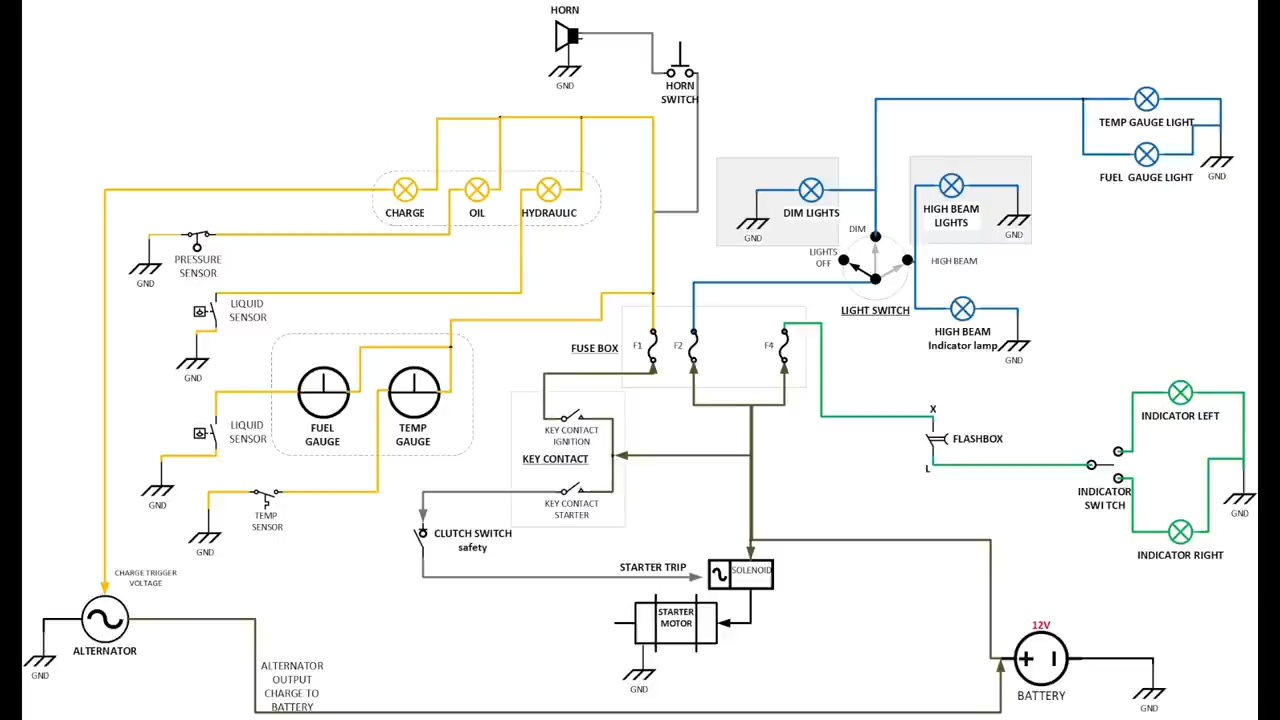 HORN
GND
HORN
SWITCH
TEMP GAUGE LIGHT
FUEL GAUGE LIGHT
GND
CHARGE
OIL
HYDRAULIC
DIM LIGHTS
GND
HIGH BEAM
LIGHTS
GND
DIM
LIGHTS
OFF
HIGH BEAM
LIGHT SWITCH
PRESSURE
SENSOR
GND
LIQUID
SENSOR
GND
HIGH BEAM
Indicator lamp
GND
FUSE BOX
F1
F2
F4
FUEL
GAUGE
TEMP
GAUGE
LIQUID
SENSOR
GND
KEY CONTACT
IGNITION
KEY CONTACT
KEY CONTACT
STARTER
TEMP
SENSOR
GND
X
FLASHBOX
L
INDICATOR LEFT
INDICATOR
SWI TCH
GND
INDICATOR RIGHT
CLUTCH SWITCH
safety
STARTER TRIP
SOLENOID
STARTER
MOTOR
GND
CHARGE TRIGGER
VOLTAGE
ALTERNATOR
GND
ALTERNATOR
OUTPUT
CHARGE TO
BATTERY
12V
BATTERY
GND